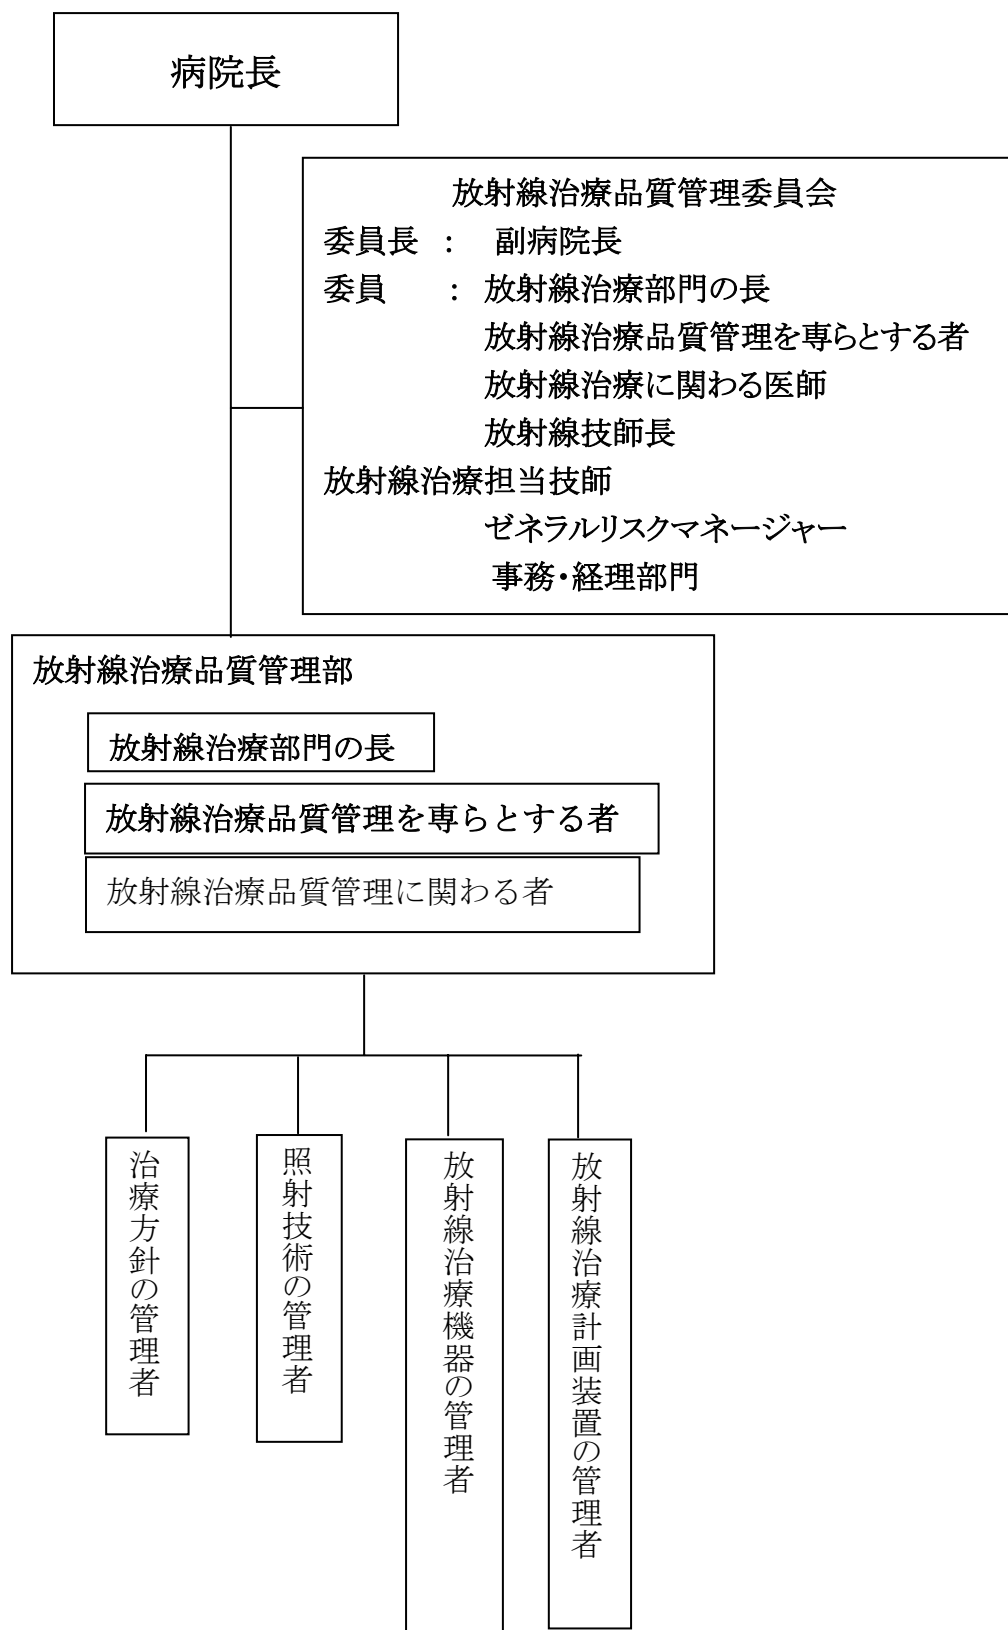 病院長
放射線治療品質管理委員会
委員長 : 副病院長
委員 : 放射線治療部門の長
放射線治療品質管理を専らとする者
放射線治療に関わる医師
放射線技師長
放射線治療担当技師
ゼネラルリスクマネージャー
事務・経理部門
放射線治療品質管理部
放射線治療部門の長
放射線治療品質管理を専らとする者
放射線治療品質管理に関わる者
治療方針の管理者
照射技術の管理者
放射線治療機器の管理者
放射線治療計画装置の管理者